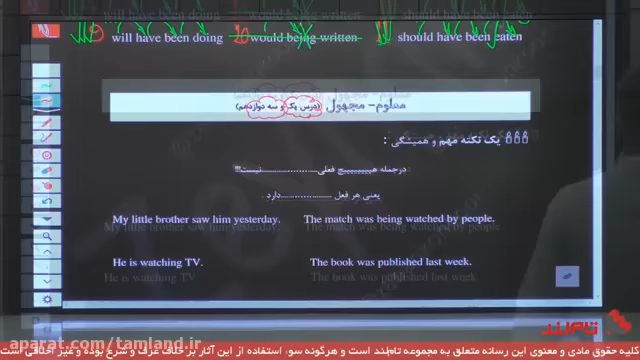 will have been doing would being written should have been eaten
معلوم- مجهول (درس یک و سه دوازدهم)
یک نکته مهم و همیشگی :
درجمله هیییییییچ فعلی.......................نیست!!!
یعنی هر فعل ....................دارد.
My little brother saw him yesterday. The match was being watched by people.
He is watching TV. The book was published last week.
تاملند
aparat.com/tamland.ir
کلیه حقوق مادی و معنوی این رسانه متعلق به مجموعه تاملند است و هرگونه سوء استفاده از این آثار بر خلاف عرف و شرع بوده و غیر اخلاقی است